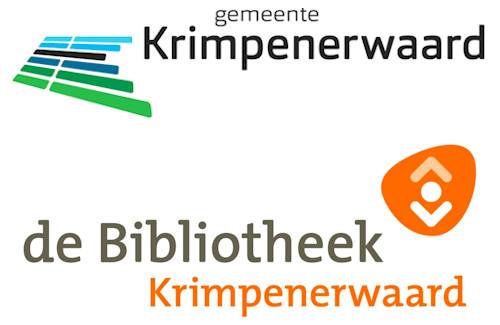 gemeente
Krimpenerwaard
de Bibliotheek
Krimpenerwaard